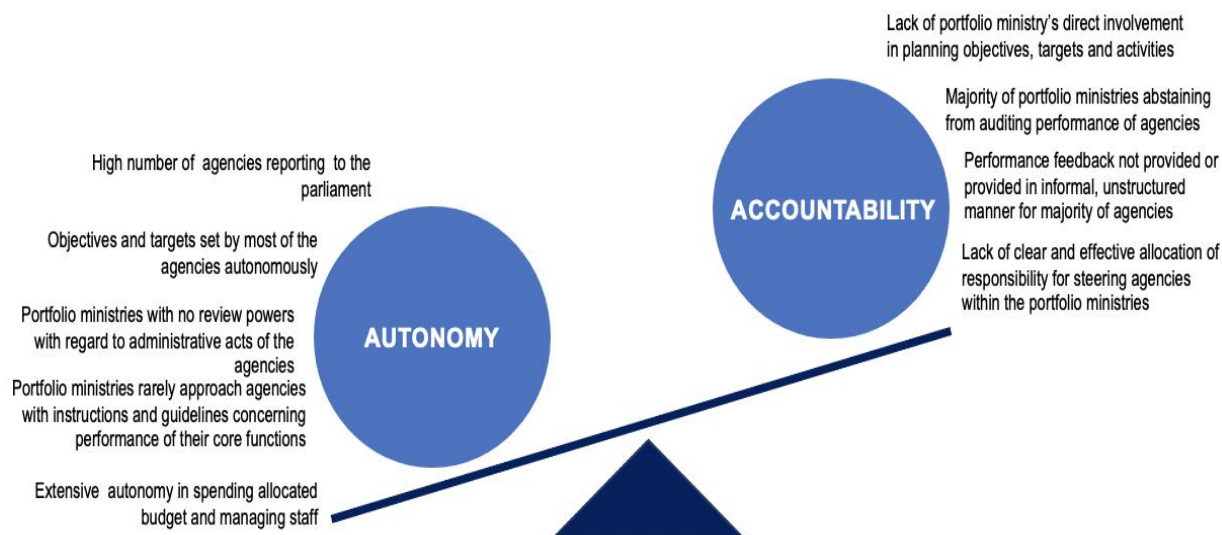 Lack of portfolio ministry's direct involvement
in planning objectives, targets and activities
Majority of portfolio ministries abstaining
from auditing performance of agencies
Performance feedback not provided or
provided in informal, unstructured
manner for majority of agencies
Lack of clear and effective allocation of
responsibility for steering agencies
within the portfolio ministries
ACCOUNTABILITY
High number of agencies reporting to the
parliament
Objectives and targets set by most of the
agencies autonomously
Portfolio ministries with no review powers
with regard to administrative acts of the
agencies
Portfolio ministries rarely approach agencies
with instructions and guidelines concerning
performance of their core functions
Extensive autonomy in spending allocated
budget and managing staff
AUTONOMY